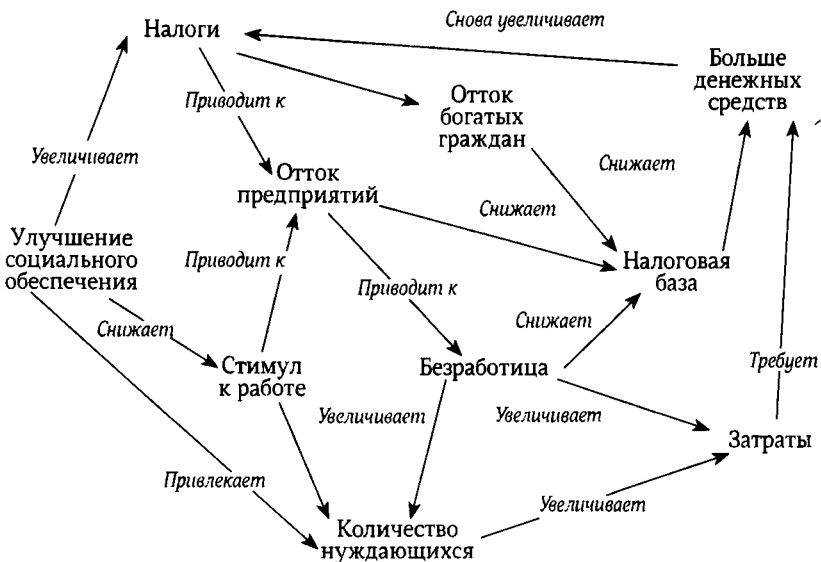 Снова увеличивает
Налоги
Больше
денежных
средств
Приводит к
Отток
богатых
граждан
Увеличивает
Снижает
Отток
предприятий
Снижает
Улучшение
социального
обеспечения
Приводит к
Приводит к
Налоговая
база
Снижает
Снижает
Стимул
к работе
Безработица
Требует
Увеличивает
Увеличивает
Затраты
Привлекает
Увеличивает
Количество
нуждающихся